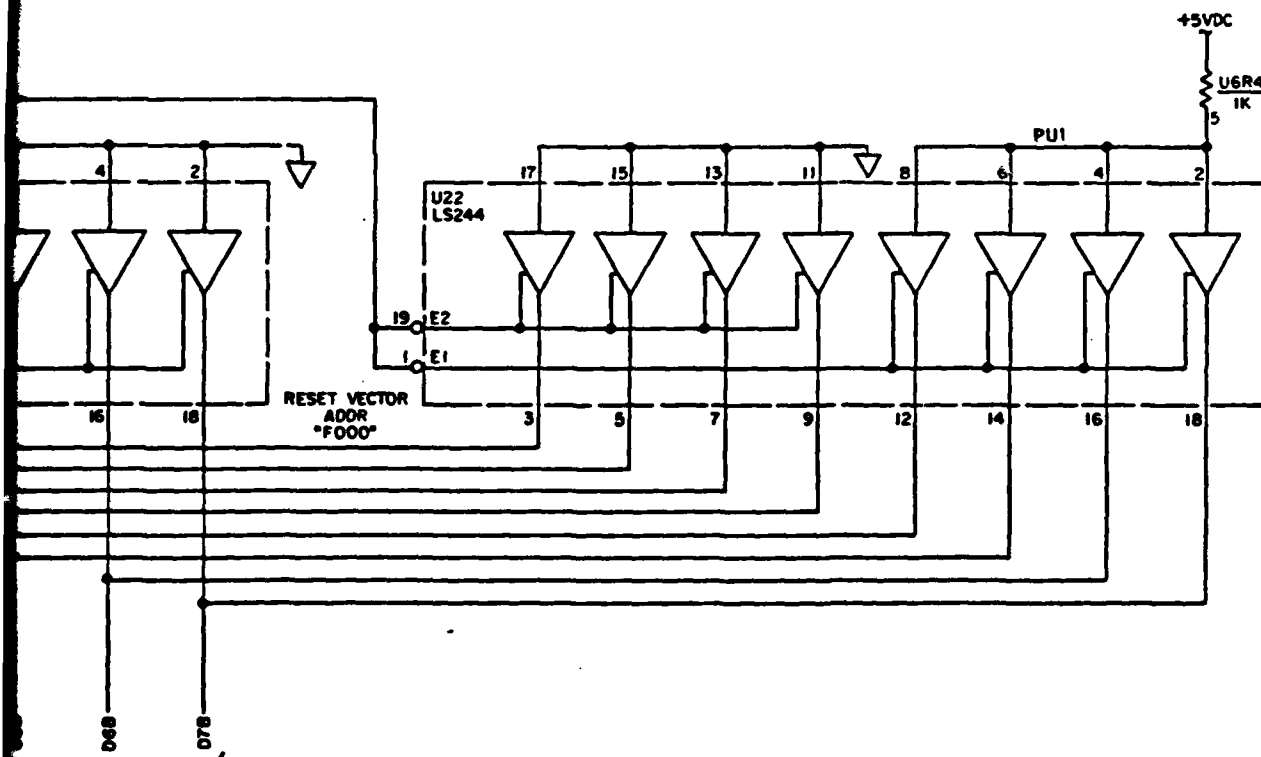 +5VDC
U6R4
1K
5
PU1
4 2 17 15 13 11 8 6 4 2
U22
LS244
19 E2
1 E1
RESET VECTOR
ADDR
"F000"
16 18 3 5 7 9 12 14 16 18
D6B D7B